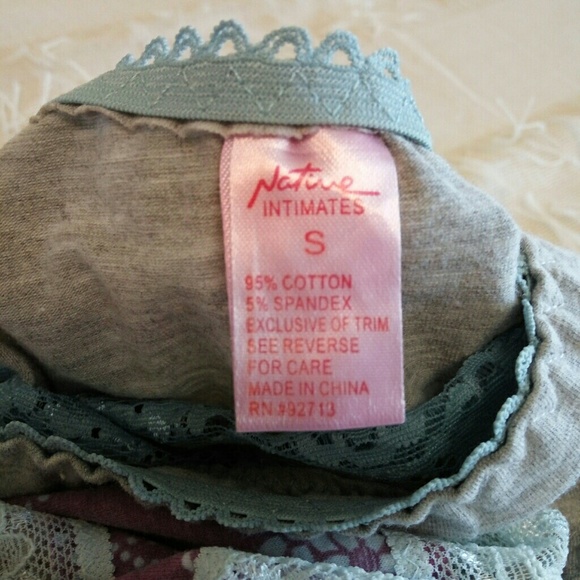 Native
INTIMATES
S
95% COTTON
5% SPANDEX
EXCLUSIVE OF TRIM
SEE REVERSE
FOR CARE
MADE IN CHINA
RN #92713